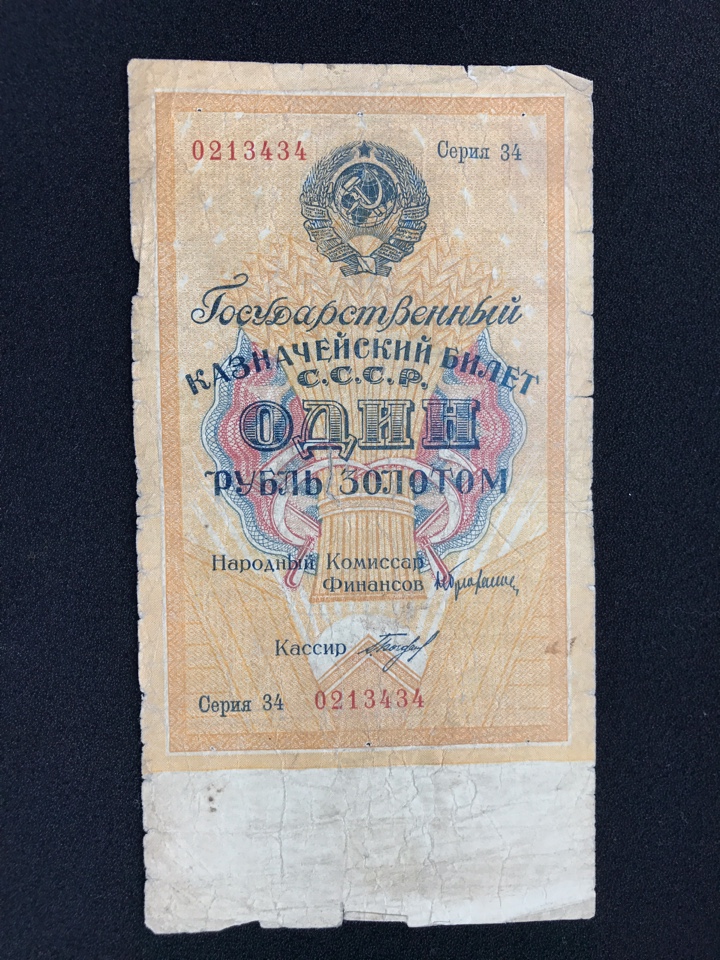 0213434 Серия 34
Государственный
КАЗНАЧЕЙСКИЙ БИЛЕТ
С.С.С.Р.
ОДИН
РУБЛЬ ЗОЛОТОМ
Народный Комиссар
Финансов
Кассир
Серия 34 0213434